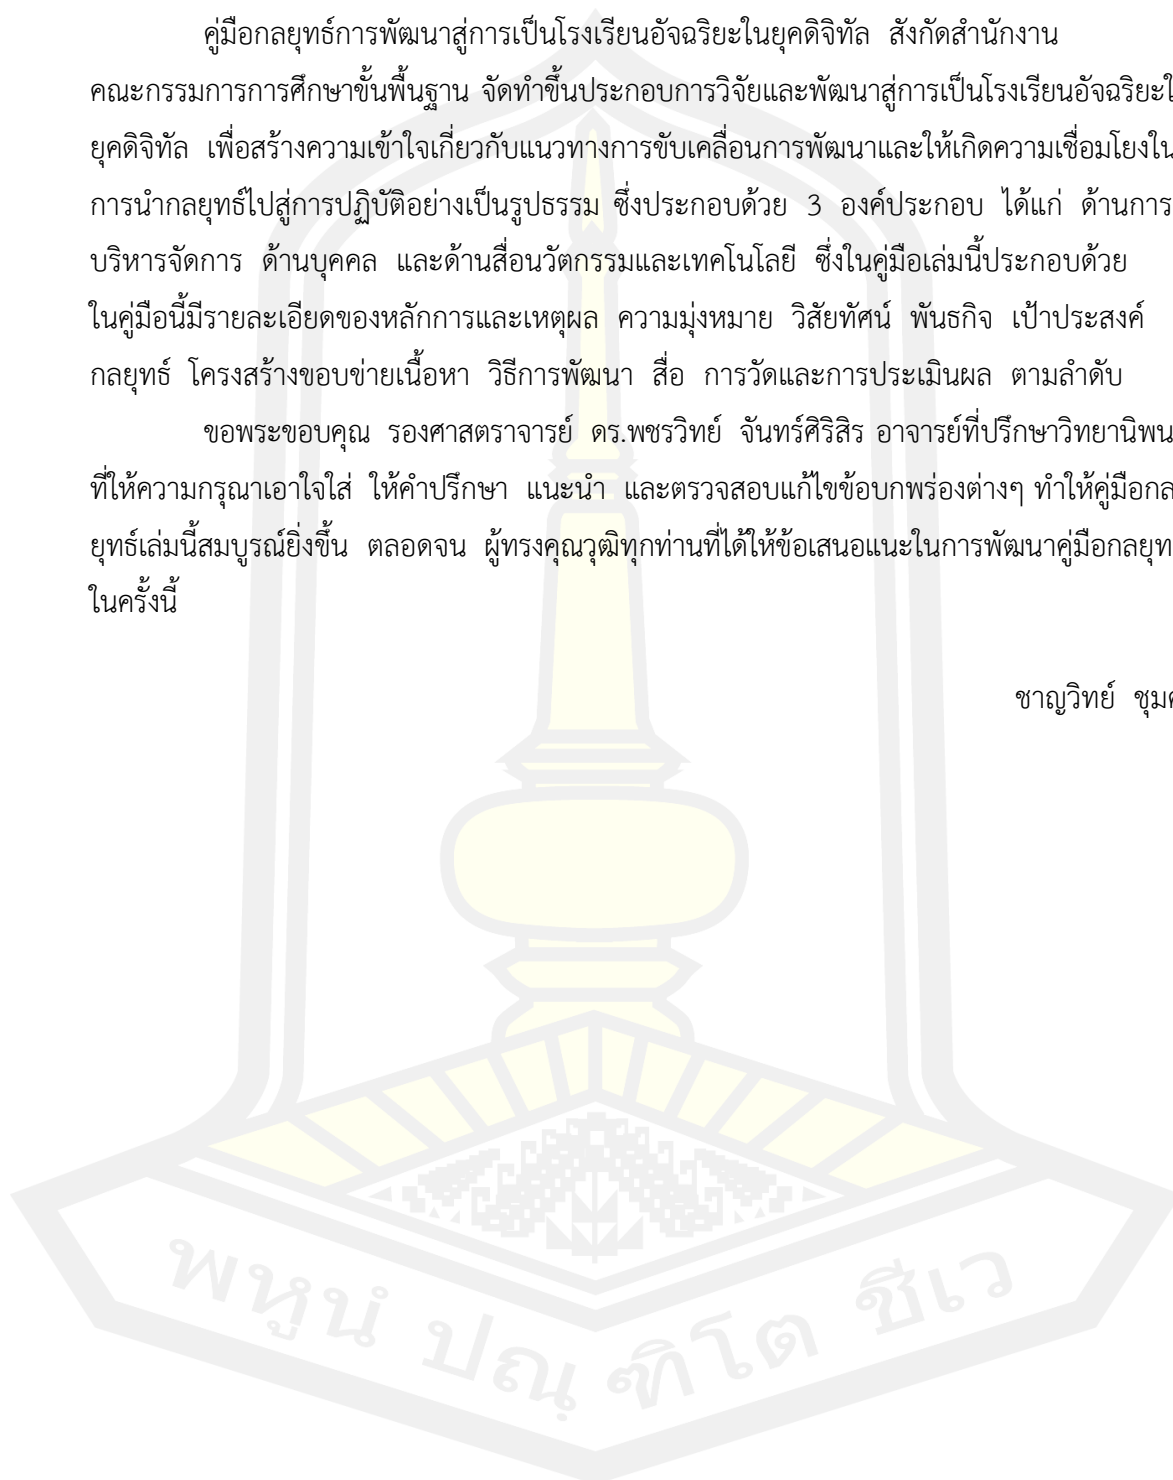 คู่มือกลยุทธ์การพัฒนาสู่การเป็นโรงเรียนอัจฉริยะในยุคดิจิทัล สังกัดสำนักงาน
คณะกรรมการการศึกษาขั้นพื้นฐาน จัดทำขึ้นประกอบการวิจัยและพัฒนาสู่การเป็นโรงเรียนอัจฉริยะใ
ยุคดิจิทัล เพื่อสร้างความเข้าใจเกี่ยวกับแนวทางการขับเคลื่อนการพัฒนาและให้เกิดความเชื่อมโยงใน
การนำกลยุทธ์ไปสู่การปฏิบัติอย่างเป็นรูปธรรม ซึ่งประกอบด้วย 3 องค์ประกอบ ได้แก่ ด้านการ
บริหารจัดการ ด้านบุคคล และด้านสื่อนวัตกรรมและเทคโนโลยี ซึ่งในคู่มือเล่มนี้ประกอบด้วย
ในคู่มือนี้มีรายละเอียดของหลักการและเหตุผล ความมุ่งหมาย วิสัยทัศน์ พันธกิจ เป้าประสงค์
กลยุทธ์ โครงสร้างขอบข่ายเนื้อหา วิธีการพัฒนา สื่อ การวัดและการประเมินผล ตามลำดับ
ขอพระขอบคุณ รองศาสตราจารย์ ดร.พชรวิทย์ จันทร์ศิริสิร อาจารย์ที่ปรึกษาวิทยานิพน
ที่ให้ความกรุณาเอาใจใส่ ให้คำปรึกษา แนะนำ และตรวจสอบแก้ไขข้อบกพร่องต่างๆ ทำให้คู่มือกล
ยุทธ์เล่มนี้สมบูรณ์ยิ่งขึ้น ตลอดจน ผู้ทรงคุณวุฒิทุกท่านที่ได้ให้ข้อเสนอแนะในการพัฒนาคู่มือกลยุท
ในครั้งนี้
ชาญวิทย์
พหูนํ ปณฺฑิโต ชีเว